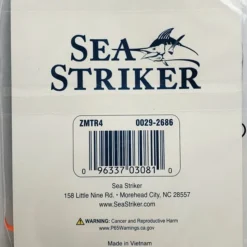 SEA
STRIKER
ZMTR4 0029-2686
0 96337 03081 0
Sea Striker
158 Little Nine Rd. • Morehead City, NC 28557
www.SeaStriker.com
WARNING: Cancer and Reproductive Harm
www.P65Warnings.ca.gov
Made in Vietnam